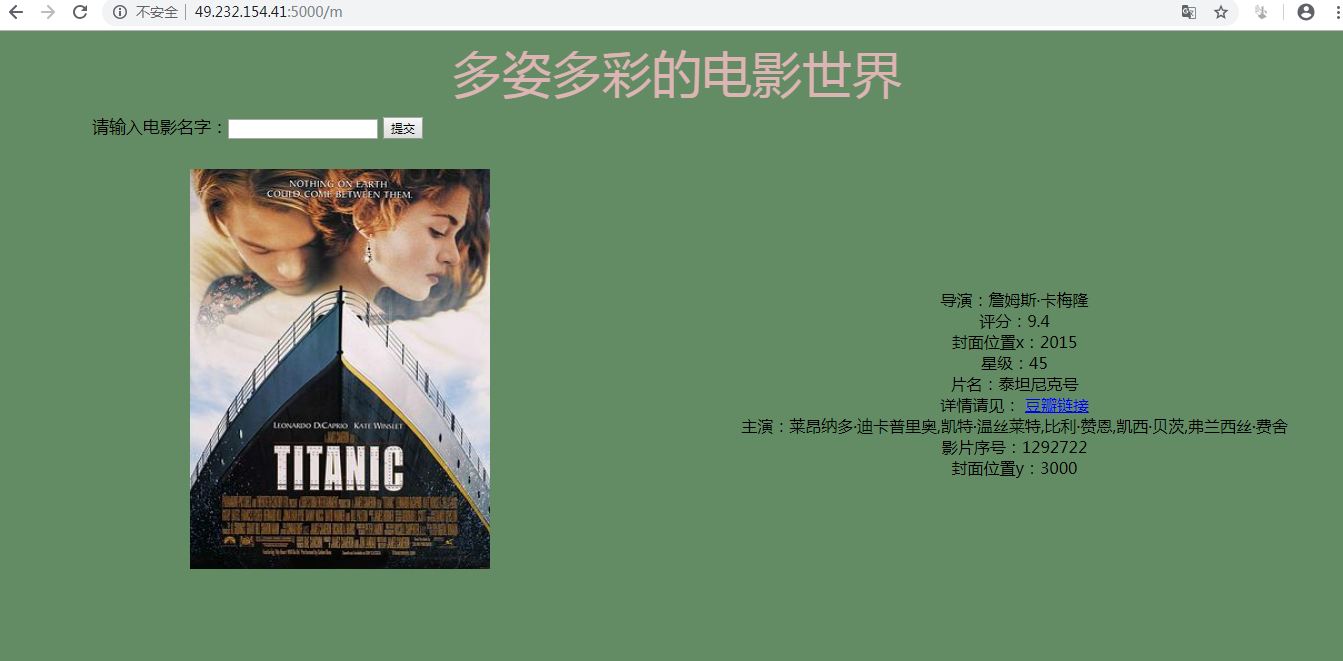 不安全 | 49.232.154.41:5000/m
多姿多彩的电影世界
请输入电影名字：
提交
NOTHING ON EARTH
COULD COME BETWEEN THEM.
LEONARDO DiCAPRIO KATE WINSLET
TITANIC
导演：詹姆斯·卡梅隆
评分：9.4
封面位置x：2015
星级：45
片名：泰坦尼克号
详情请见： 豆瓣链接
主演：莱昂纳多·迪卡普里奥,凯特·温丝莱特,比利·赞恩,凯西·贝茨,弗兰西丝·费舍
影片序号：1292722
封面位置y：3000